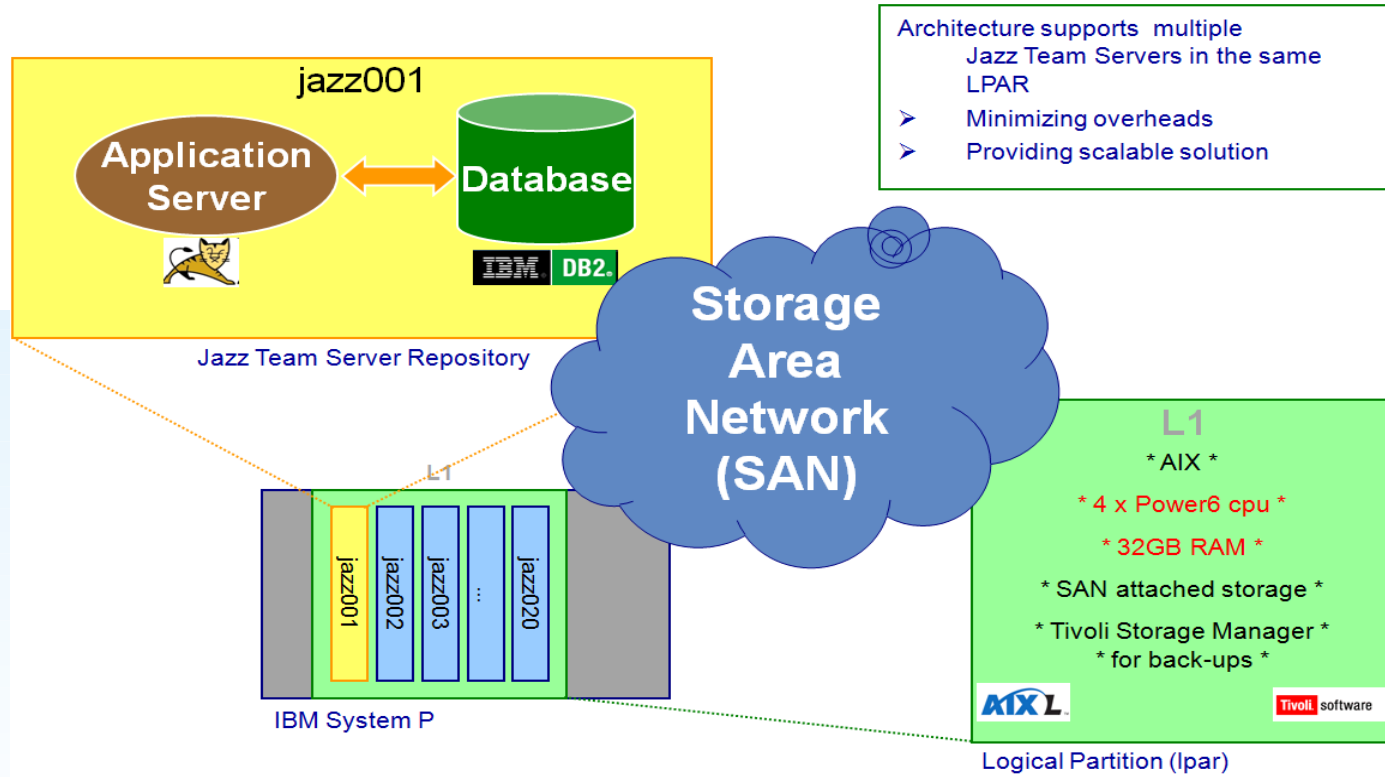 Architecture supports multiple
Jazz Team Servers in the same
LPAR
➢ Minimizing overheads
➢ Providing scalable solution
jazz001
Application
Server
Database
IBM.
DB2.
Jazz Team Server Repository
Storage
Area
Network
(SAN)
L1
jazz001
jazz002
jazz003
...
jazz020
IBM System P
L1
* AIX *
* 4 x Power6 cpu *
* 32GB RAM *
* SAN attached storage *
* Tivoli Storage Manager *
* for back-ups *
AIX L
Tivoli. software
Logical Partition (lpar)